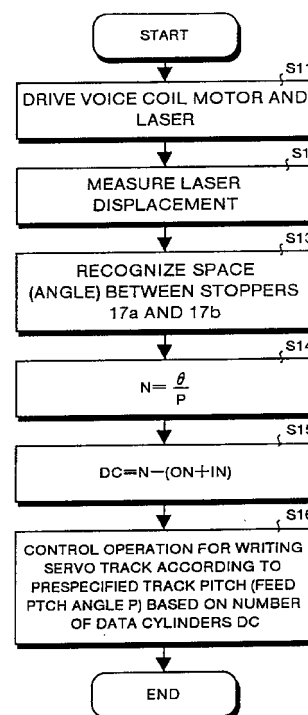 START
S11
DRIVE VOICE COIL MOTOR AND
LASER
S1
MEASURE LASER
DISPLACEMENT
S13
RECOGNIZE SPACE
(ANGLE) BETWEEN STOPPERS
17a AND 17b
S14
N=θ/P
S15
DC=N-(ON+IN)
S16
CONTROL OPERATION FOR WRITING
SERVO TRACK ACCORDING TO
PRESPECIFIED TRACK PITCH (FEED
PTCH ANGLE P) BASED ON NUMBER
OF DATA CYLINDERS DC
END